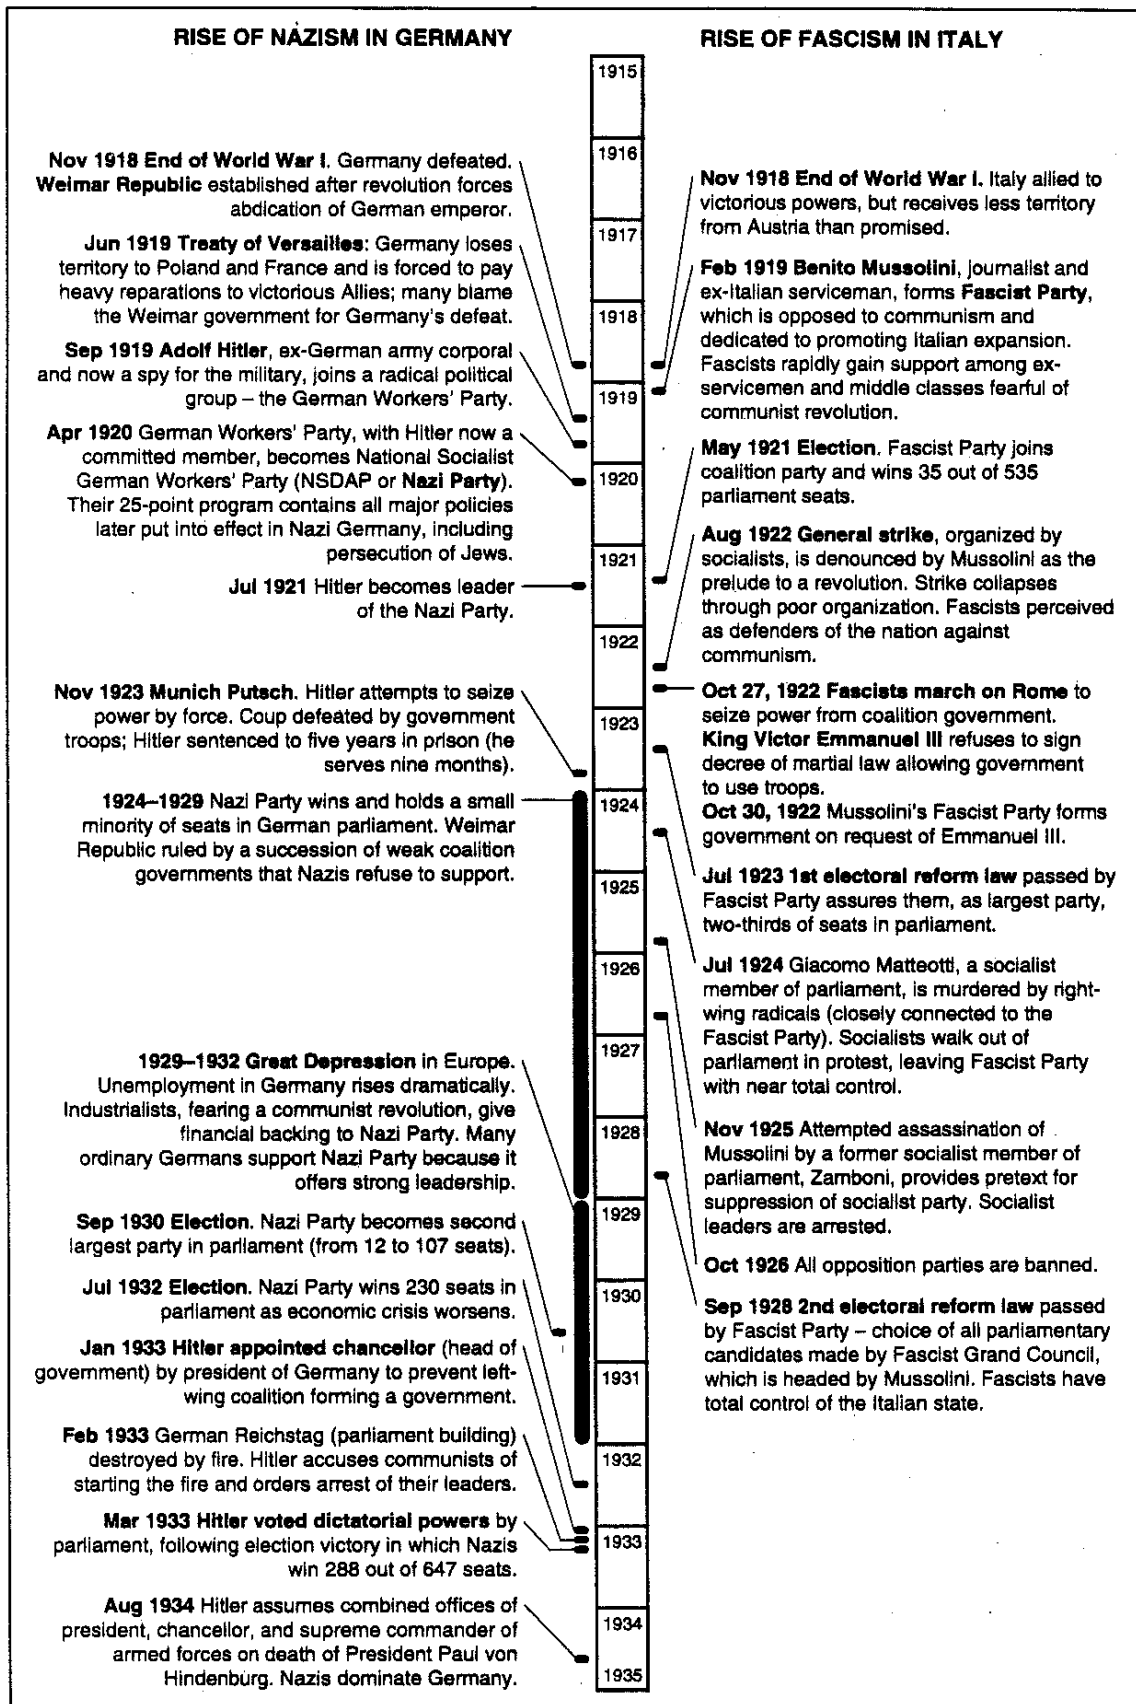 RISE OF NAZISM IN GERMANY
Nov 1918 End of World War I. Germany defeated.
Weimar Republic established after revolution forces
abdication of German emperor.
Jun 1919 Treaty of Versailles: Germany loses
territory to Poland and France and is forced to pay
heavy reparations to victorious Allies; many blame
the Weimar government for Germany's defeat.
Sep 1919 Adolf Hitler, ex-German army corporal
and now a spy for the military, joins a radical political
group – the German Workers' Party.
Apr 1920 German Workers' Party, with Hitler now a
committed member, becomes National Socialist
German Workers' Party (NSDAP or Nazi Party).
Their 25-point program contains all major policies
later put into effect in Nazi Germany, including
persecution of Jews.
Jul 1921 Hitler becomes leader
of the Nazi Party.
Nov 1923 Munich Putsch. Hitler attempts to seize
power by force. Coup defeated by government
troops; Hitler sentenced to five years in prison (he
serves nine months).
1924–1929 Nazi Party wins and holds a small
minority of seats in German parliament. Weimar
Republic ruled by a succession of weak coalition
governments that Nazis refuse to support.
1929–1932 Great Depression in Europe.
Unemployment in Germany rises dramatically.
Industrialists, fearing a communist revolution, give
financial backing to Nazi Party. Many
ordinary Germans support Nazi Party because it
offers strong leadership.
Sep 1930 Election. Nazi Party becomes second
largest party in parliament (from 12 to 107 seats).
Jul 1932 Election. Nazi Party wins 230 seats in
parliament as economic crisis worsens.
Jan 1933 Hitler appointed chancellor (head of
government) by president of Germany to prevent left-
wing coalition forming a government.
Feb 1933 German Reichstag (parliament building)
destroyed by fire. Hitler accuses communists of
starting the fire and orders arrest of their leaders.
Mar 1933 Hitler voted dictatorial powers by
parliament, following election victory in which Nazis
win 288 out of 647 seats.
Aug 1934 Hitler assumes combined offices of
president, chancellor, and supreme commander of
armed forces on death of President Paul von
Hindenburg. Nazis dominate Germany.
1915
1916
1917
1918
1919
1920
1921
1922
1923
1924
1925
1926
1927
1928
1929
1930
1931
1932
1933
1934
1935
RISE OF FASCISM IN ITALY
Nov 1918 End of World War I. Italy allied to
victorious powers, but receives less territory
from Austria than promised.
Feb 1919 Benito Mussolini, journalist and
ex-Italian serviceman, forms Fascist Party,
which is opposed to communism and
dedicated to promoting Italian expansion.
Fascists rapidly gain support among ex-
servicemen and middle classes fearful of
communist revolution.
May 1921 Election. Fascist Party joins
coalition party and wins 35 out of 535
parliament seats.
Aug 1922 General strike, organized by
socialists, is denounced by Mussolini as the
prelude to a revolution. Strike collapses
through poor organization. Fascists perceived
as defenders of the nation against
communism.
Oct 27, 1922 Fascists march on Rome to
seize power from coalition government.
King Victor Emmanuel III refuses to sign
decree of martial law allowing government
to use troops.
Oct 30, 1922 Mussolini's Fascist Party forms
government on request of Emmanuel III.
Jul 1923 1st electoral reform law passed by
Fascist Party assures them, as largest party,
two-thirds of seats in parliament.
Jul 1924 Giacomo Matteotti, a socialist
member of parliament, is murdered by right-
wing radicals (closely connected to the
Fascist Party). Socialists walk out of
parliament in protest, leaving Fascist Party
with near total control.
Nov 1925 Attempted assassination of
Mussolini by a former socialist member of
parliament, Zamboni, provides pretext for
suppression of socialist party. Socialist
leaders are arrested.
Oct 1926 All opposition parties are banned.
Sep 1928 2nd electoral reform law passed
by Fascist Party – choice of all parliamentary
candidates made by Fascist Grand Council,
which is headed by Mussolini. Fascists have
total control of the Italian state.